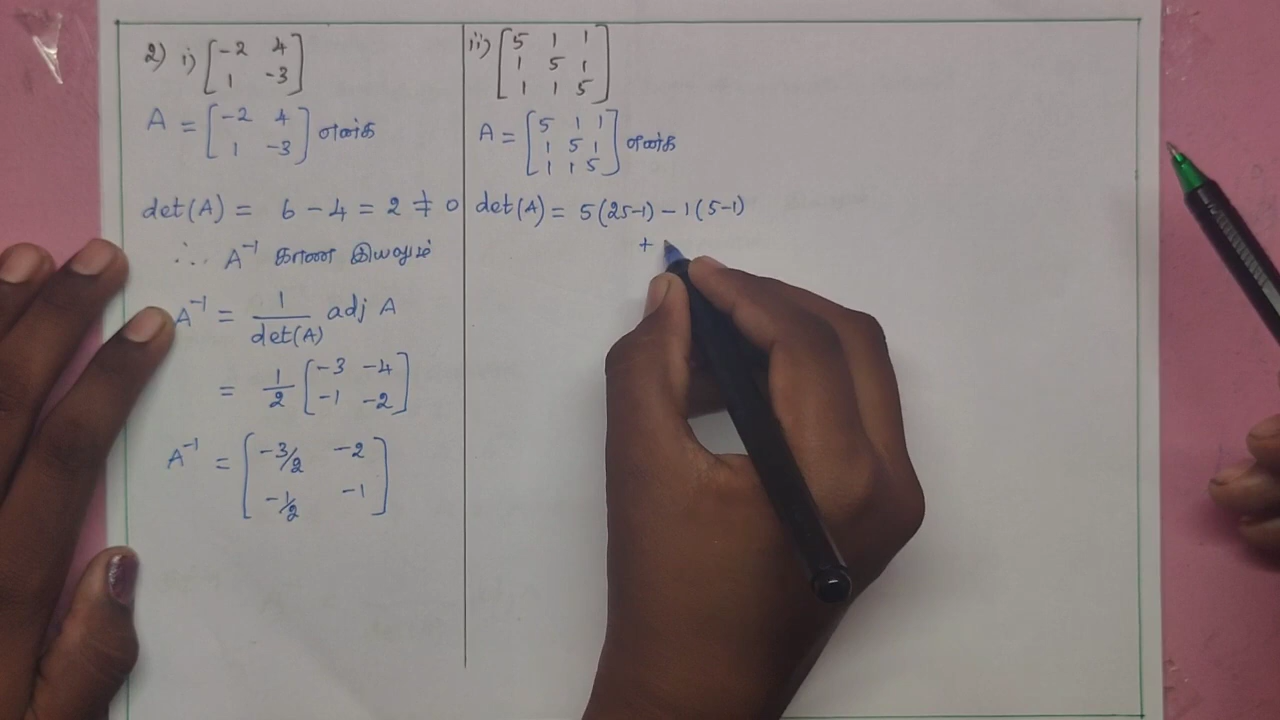 2) i) [-2 4
1 -3]
A = [-2 4
1 -3] என்க
det(A) = 6 - 4 = 2 ≠ 0
∴ A⁻¹ காண இயலும்
A⁻¹ = 1/det(A) adj A
= 1/2 [-3 -4
-1 -2]
A⁻¹ = [-3/2 -2
-1/2 -1]
ii) [5 1 1
1 5 1
1 1 5]
A = [5 1 1
1 5 1
1 1 5] என்க
det(A) = 5(25-1) - 1(5-1)
+